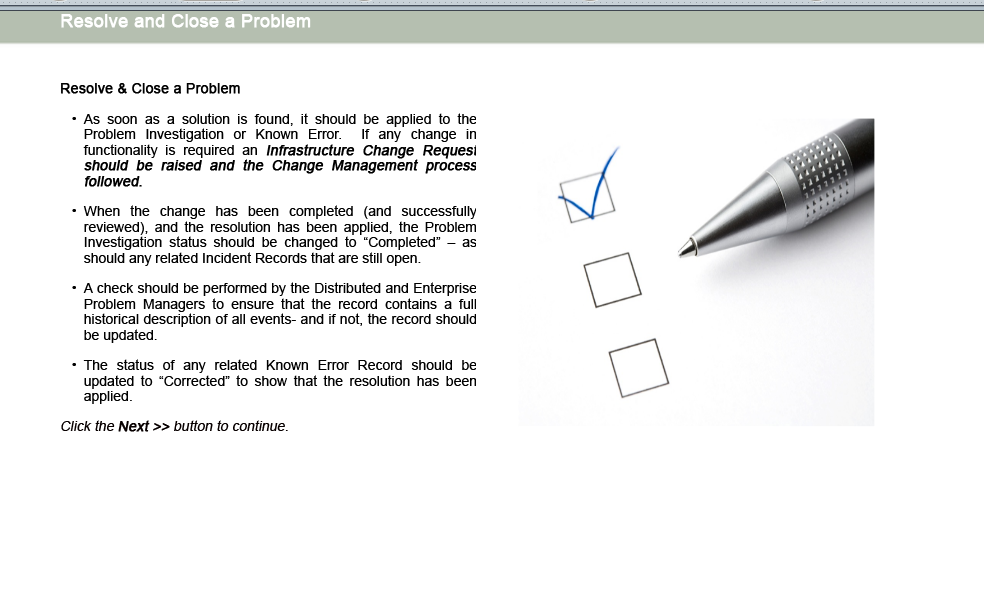 Resolve and Close a Problem
Resolve & Close a Problem
• As soon as a solution is found, it should be applied to the
Problem Investigation or Known Error. If any change in
functionality is required an Infrastructure Change Request
should be raised and the Change Management process
followed.
• When the change has been completed (and successfully
reviewed), and the resolution has been applied, the Problem
Investigation status should be changed to “Completed” – as
should any related Incident Records that are still open.
• A check should be performed by the Distributed and Enterprise
Problem Managers to ensure that the record contains a full
historical description of all events- and if not, the record should
be updated.
• The status of any related Known Error Record should be
updated to “Corrected” to show that the resolution has been
applied.
Click the Next >> button to continue.